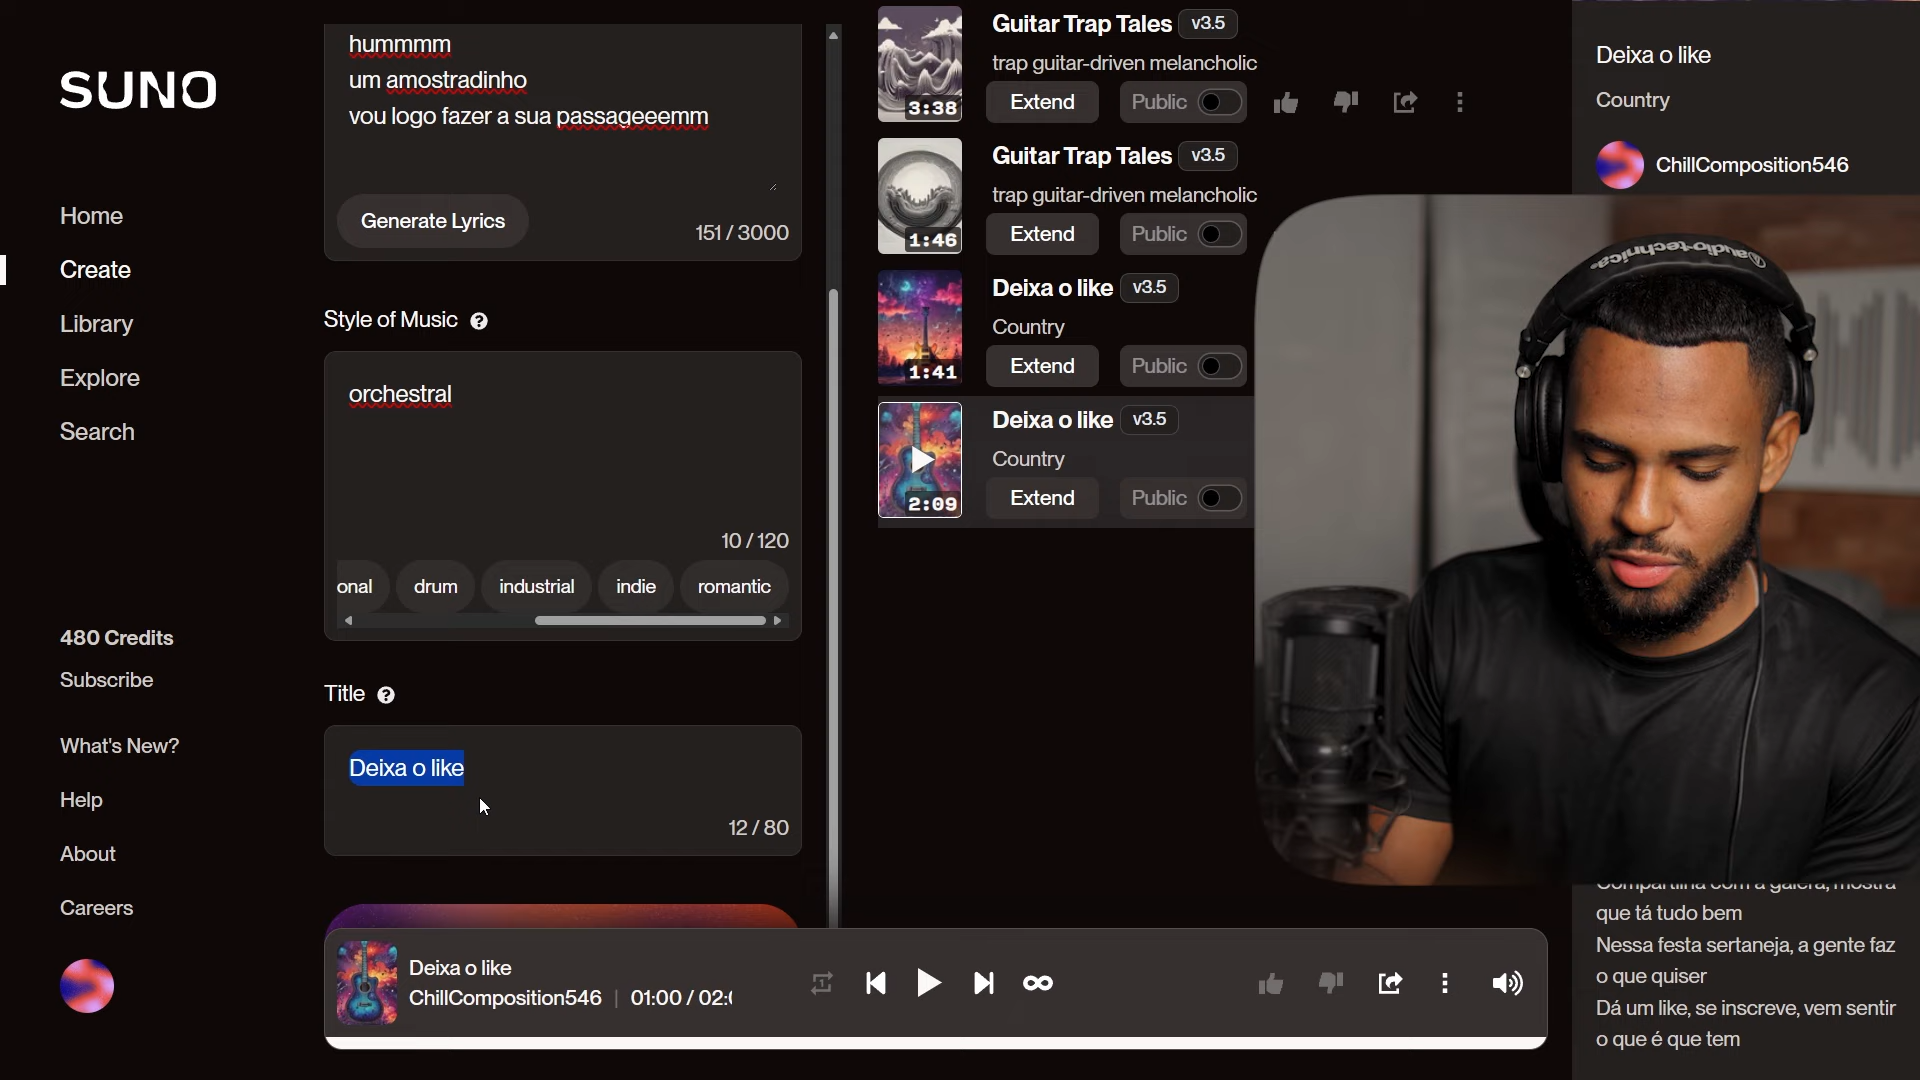 SUNO
Home
Create
Library
Explore
Search
480 Credits
Subscribe
What's New?
Help
About
Careers
hummmm
um amostradinho
vou logo fazer a sua passageeemm
Generate Lyrics
151 / 3000
Style of Music ?
orchestral
10 / 120
onal drum industrial indie romantic
Title ?
Deixa o like
12 / 80
Guitar Trap Tales v3.5
trap guitar-driven melancholic
3:38
Extend Public
Guitar Trap Tales v3.5
trap guitar-driven melancholic
1:46
Extend Public
Deixa o like v3.5
Country
1:41
Extend Public
Deixa o like v3.5
Country
2:09
Extend Public
Deixa o like
Country
ChillComposition546
audio-technica
Compartilha com a galera, mostra
que tá tudo bem
Nessa festa sertaneja, a gente faz
o que quiser
Dá um like, se inscreve, vem sentir
o que é que tem
Deixa o like
ChillComposition546 | 01:00 / 02:0